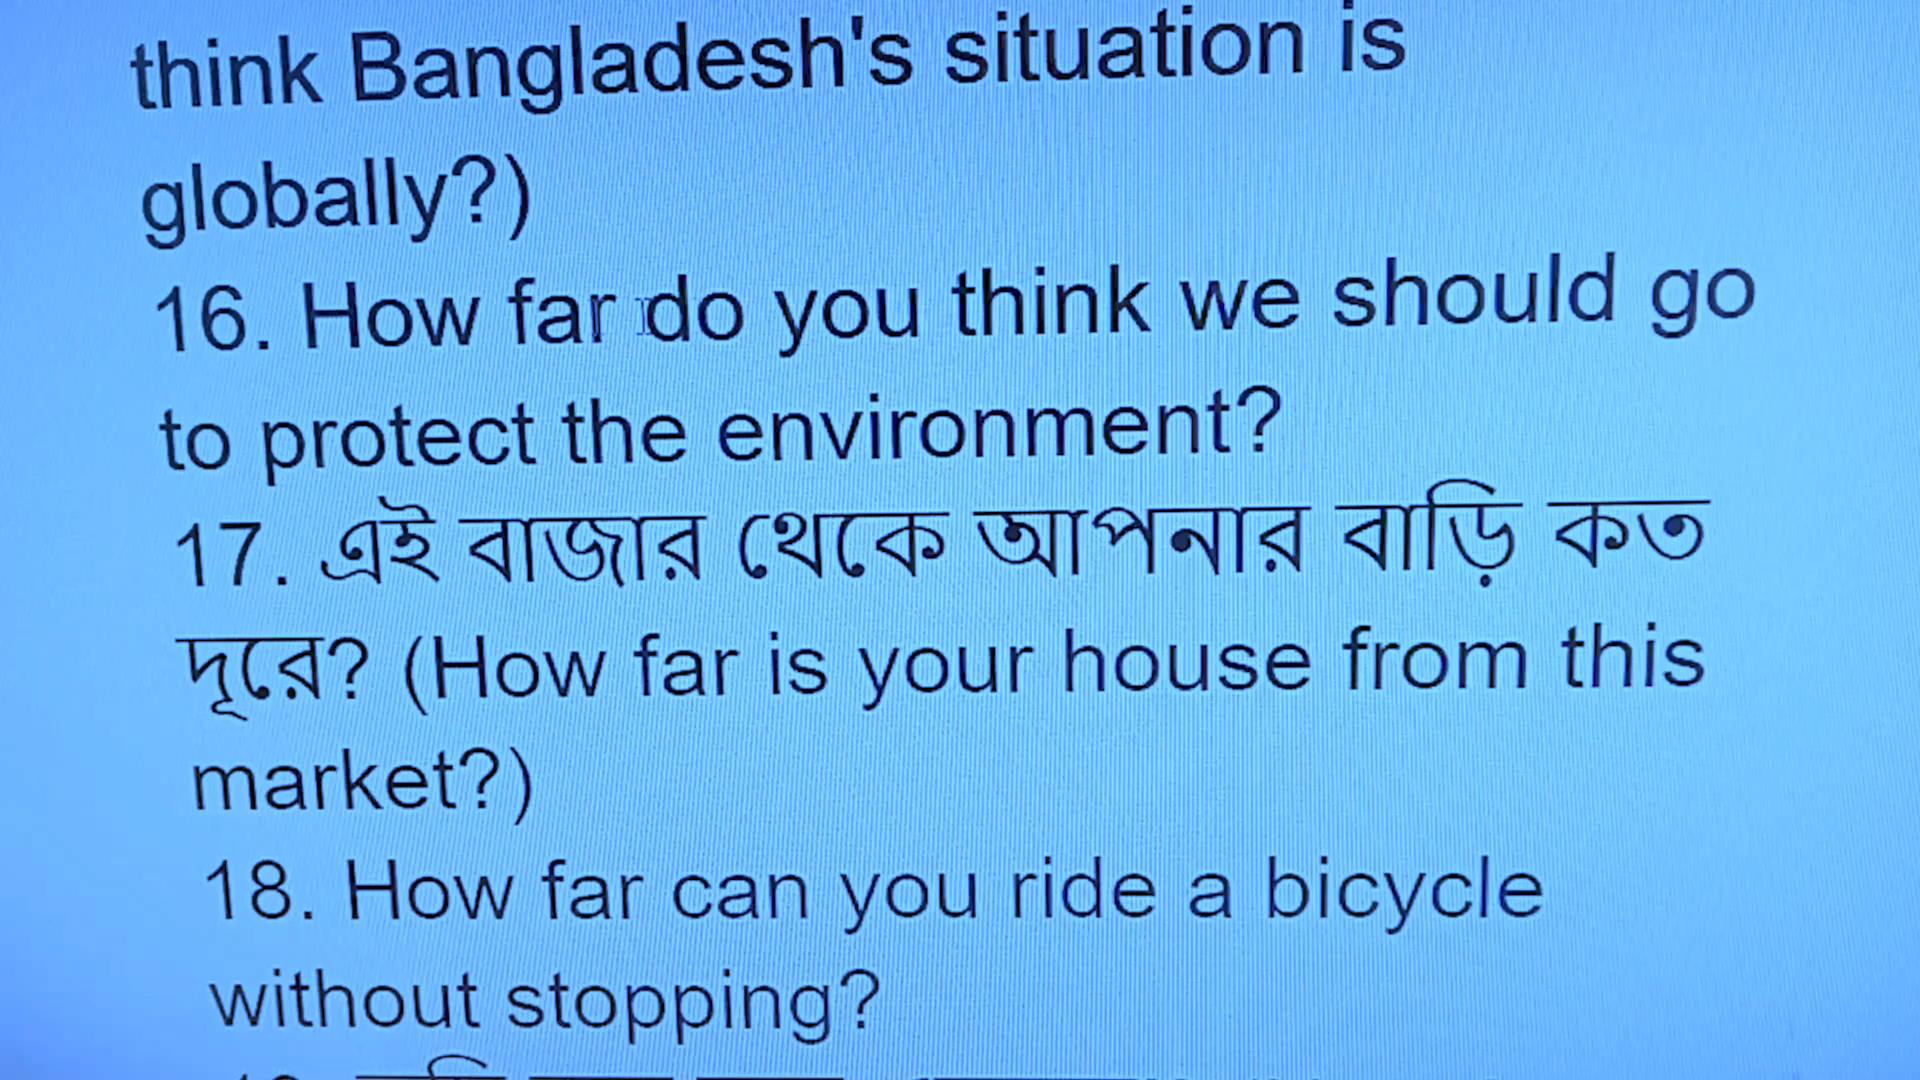 think Bangladesh's situation is
globally?)
16. How far do you think we should go
to protect the environment?
17. এই বাজার থেকে আপনার বাড়ি কত
দূরে? (How far is your house from this
market?)
18. How far can you ride a bicycle
without stopping?